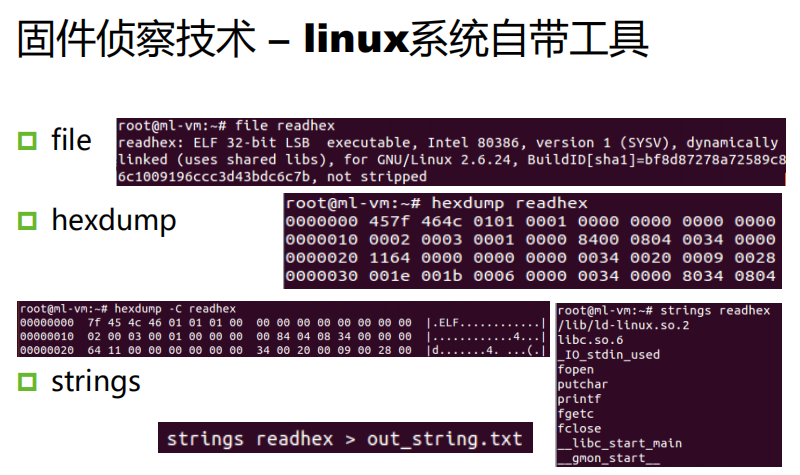 固件侦察技术 – linux系统自带工具
file
root@ml-vm:~# file readhex
readhex: ELF 32-bit LSB  executable, Intel 80386, version 1 (SYSV), dynamically
linked (uses shared libs), for GNU/Linux 2.6.24, BuildID[sha1]=bf8d87278a72589c8
6c1009196ccc3d43bdc6c7b, not stripped
hexdump
root@ml-vm:~# hexdump readhex
0000000 457f 464c 0101 0001 0000 0000 0000 0000
0000010 0002 0003 0001 0000 8400 0804 0034 0000
0000020 1164 0000 0000 0000 0034 0020 0009 0028
0000030 001e 001b 0006 0000 0034 0000 8034 0804
root@ml-vm:~# hexdump -C readhex
00000000  7f 45 4c 46 01 01 01 00  00 00 00 00 00 00 00 00  |.ELF............|
00000010  02 00 03 00 01 00 00 00  00 84 04 08 34 00 00 00  |............4...|
00000020  64 11 00 00 00 00 00 00  34 00 20 00 09 00 28 00  |d.......4. ...(.|
strings
root@ml-vm:~# strings readhex
/lib/ld-linux.so.2
libc.so.6
_IO_stdin_used
fopen
putchar
printf
fgetc
fclose
__libc_start_main
__gmon_start__
strings readhex > out_string.txt